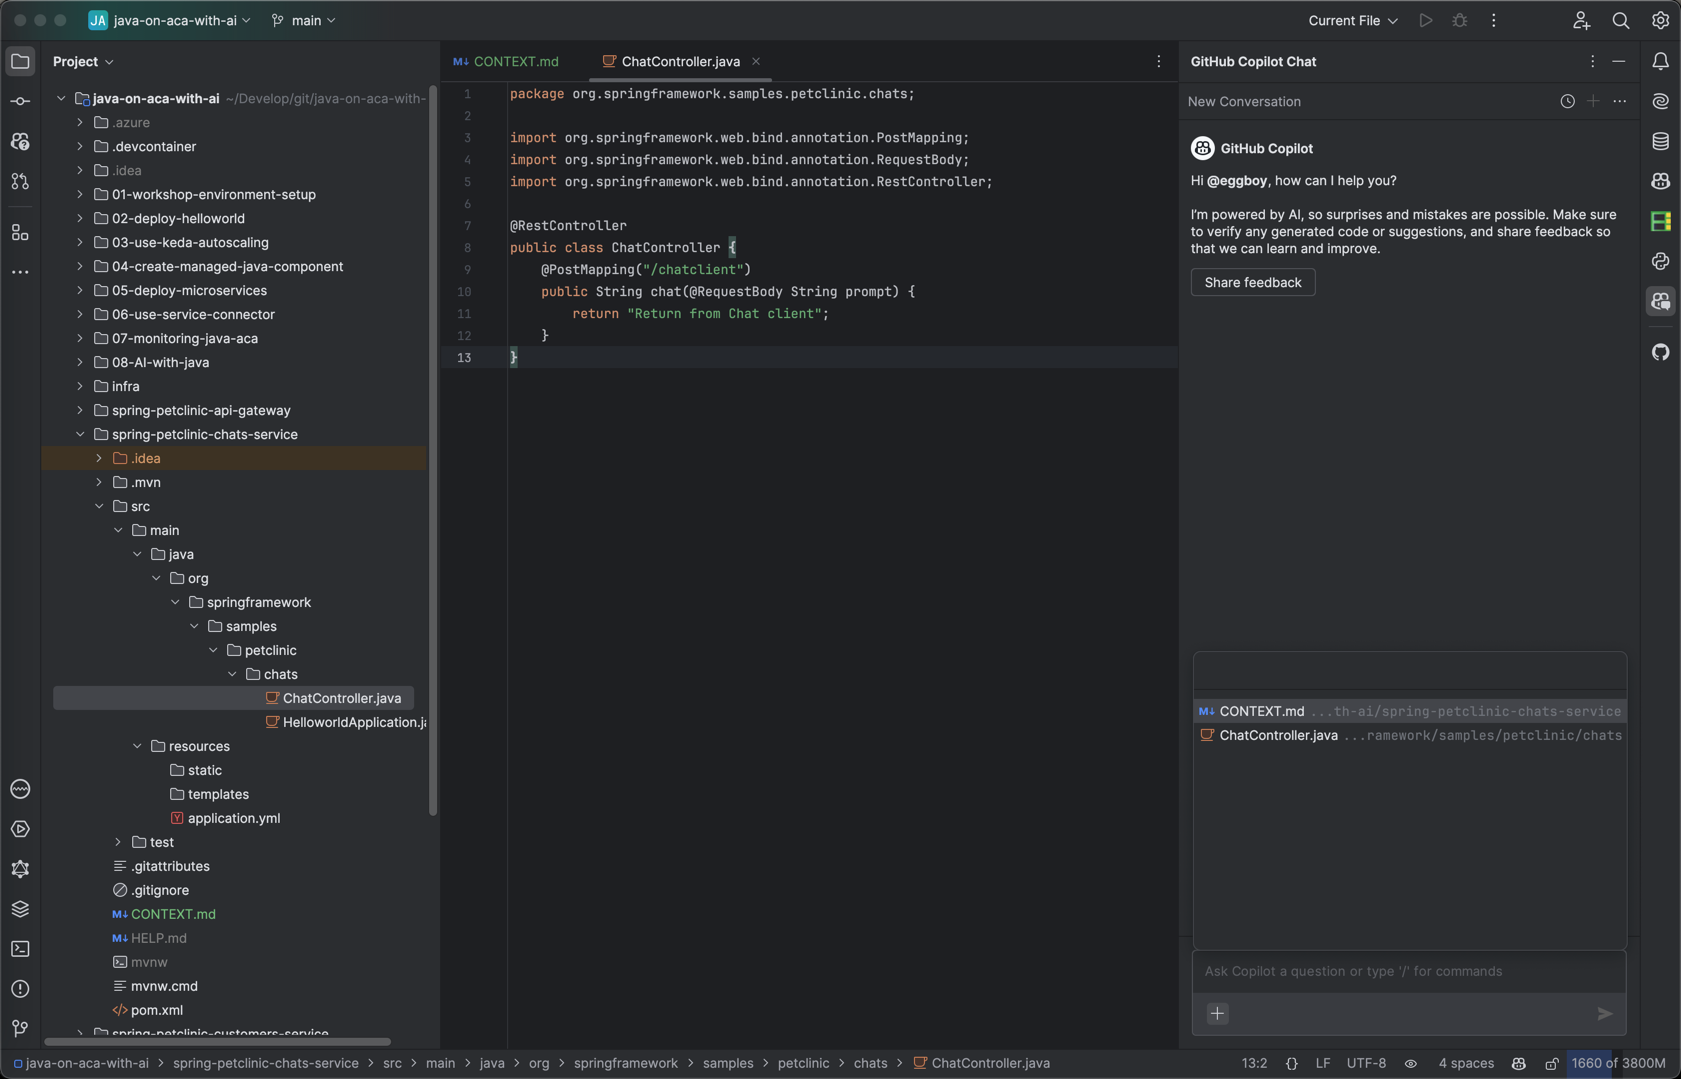 JA java-on-aca-with-ai main Current File
Project
java-on-aca-with-ai ~/Develop/git/java-on-aca-with-
.azure
.devcontainer
.idea
01-workshop-environment-setup
02-deploy-helloworld
03-use-keda-autoscaling
04-create-managed-java-component
05-deploy-microservices
06-use-service-connector
07-monitoring-java-aca
08-AI-with-java
infra
spring-petclinic-api-gateway
spring-petclinic-chats-service
.idea
.mvn
src
main
java
org
springframework
samples
petclinic
chats
ChatController.java
HelloworldApplication.ja
resources
static
templates
application.yml
test
.gitattributes
.gitignore
M↓ CONTEXT.md
M↓ HELP.md
mvnw
mvnw.cmd
</> pom.xml
spring-petclinic-customers-service
M↓ CONTEXT.md ChatController.java
1 package org.springframework.samples.petclinic.chats;
2
3 import org.springframework.web.bind.annotation.PostMapping;
4 import org.springframework.web.bind.annotation.RequestBody;
5 import org.springframework.web.bind.annotation.RestController;
6
7 @RestController
8 public class ChatController {
9 @PostMapping("/chatclient")
10 public String chat(@RequestBody String prompt) {
11 return "Return from Chat client";
12 }
13 }
GitHub Copilot Chat
New Conversation
GitHub Copilot
Hi @eggboy, how can I help you?
I'm powered by AI, so surprises and mistakes are possible. Make sure
to verify any generated code or suggestions, and share feedback so
that we can learn and improve.
Share feedback
M↓ CONTEXT.md ...th-ai/spring-petclinic-chats-service
ChatController.java ...ramework/samples/petclinic/chats
Ask Copilot a question or type '/' for commands
java-on-aca-with-ai > spring-petclinic-chats-service > src > main > java > org > springframework > samples > petclinic > chats > ChatController.java 13:2 {} LF UTF-8 4 spaces 1660 of 3800M